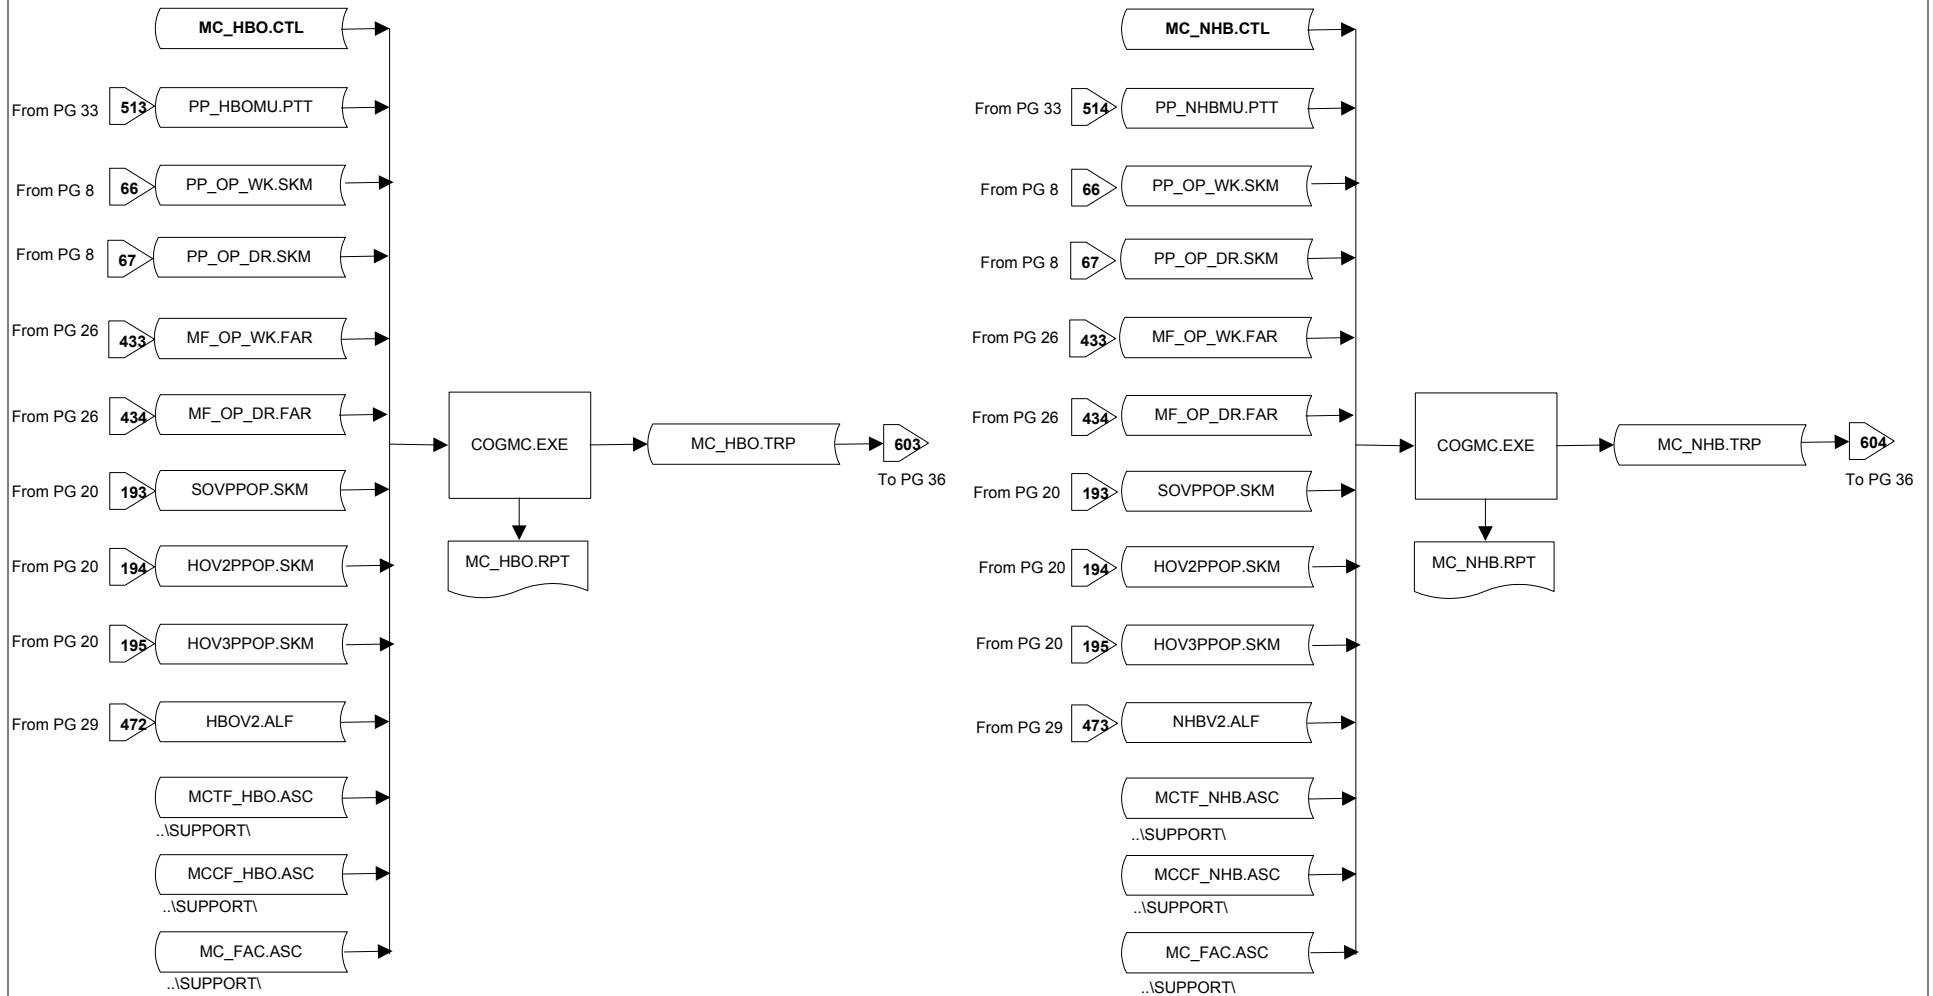 MC_HBO.CTL
From PG 33 513 PP_HBOMU.PTT
From PG 8 66 PP_OP_WK.SKM
From PG 8 67 PP_OP_DR.SKM
From PG 26 433 MF_OP_WK.FAR
From PG 26 434 MF_OP_DR.FAR
From PG 20 193 SOVPPOP.SKM
From PG 20 194 HOV2PPOP.SKM
From PG 20 195 HOV3PPOP.SKM
From PG 29 472 HBOV2.ALF
MCTF_HBO.ASC
..\SUPPORT\
MCCF_HBO.ASC
..\SUPPORT\
MC_FAC.ASC
..\SUPPORT\
COGMC.EXE
MC_HBO.RPT
MC_HBO.TRP
603
To PG 36
MC_NHB.CTL
From PG 33 514 PP_NHBMU.PTT
From PG 8 66 PP_OP_WK.SKM
From PG 8 67 PP_OP_DR.SKM
From PG 26 433 MF_OP_WK.FAR
From PG 26 434 MF_OP_DR.FAR
From PG 20 193 SOVPPOP.SKM
From PG 20 194 HOV2PPOP.SKM
From PG 20 195 HOV3PPOP.SKM
From PG 29 473 NHBV2.ALF
MCTF_NHB.ASC
..\SUPPORT\
MCCF_NHB.ASC
..\SUPPORT\
MC_FAC.ASC
..\SUPPORT\
COGMC.EXE
MC_NHB.RPT
MC_NHB.TRP
604
To PG 36